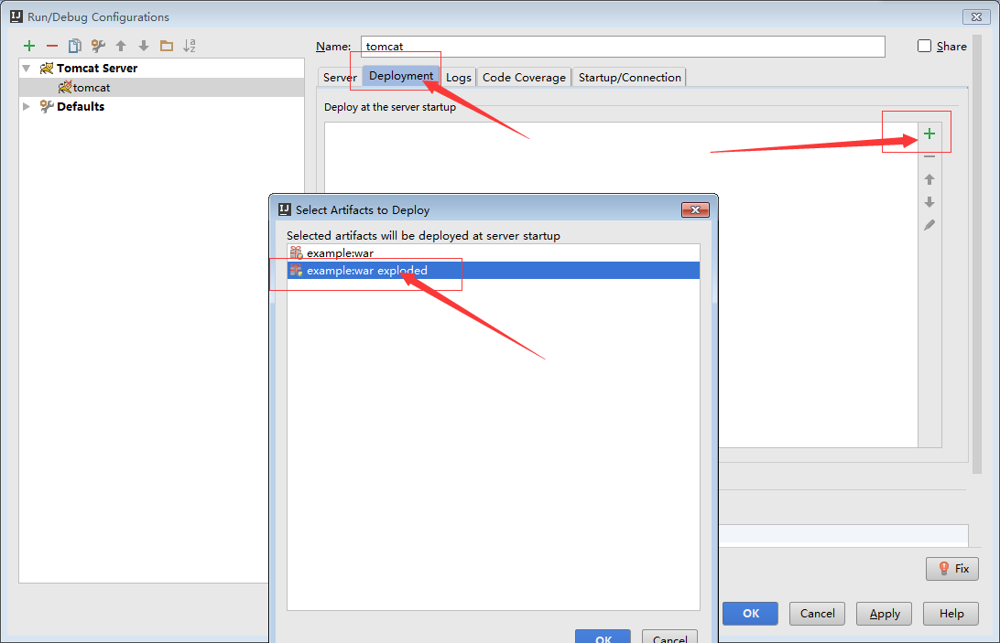 Run/Debug Configurations
Name: tomcat
Share
Tomcat Server
tomcat
Defaults
Server Deployment Logs Code Coverage Startup/Connection
Deploy at the server startup
Select Artifacts to Deploy
Selected artifacts will be deployed at server startup
example:war
example:war exploded
OK Cancel
Fix
OK Cancel Apply Help